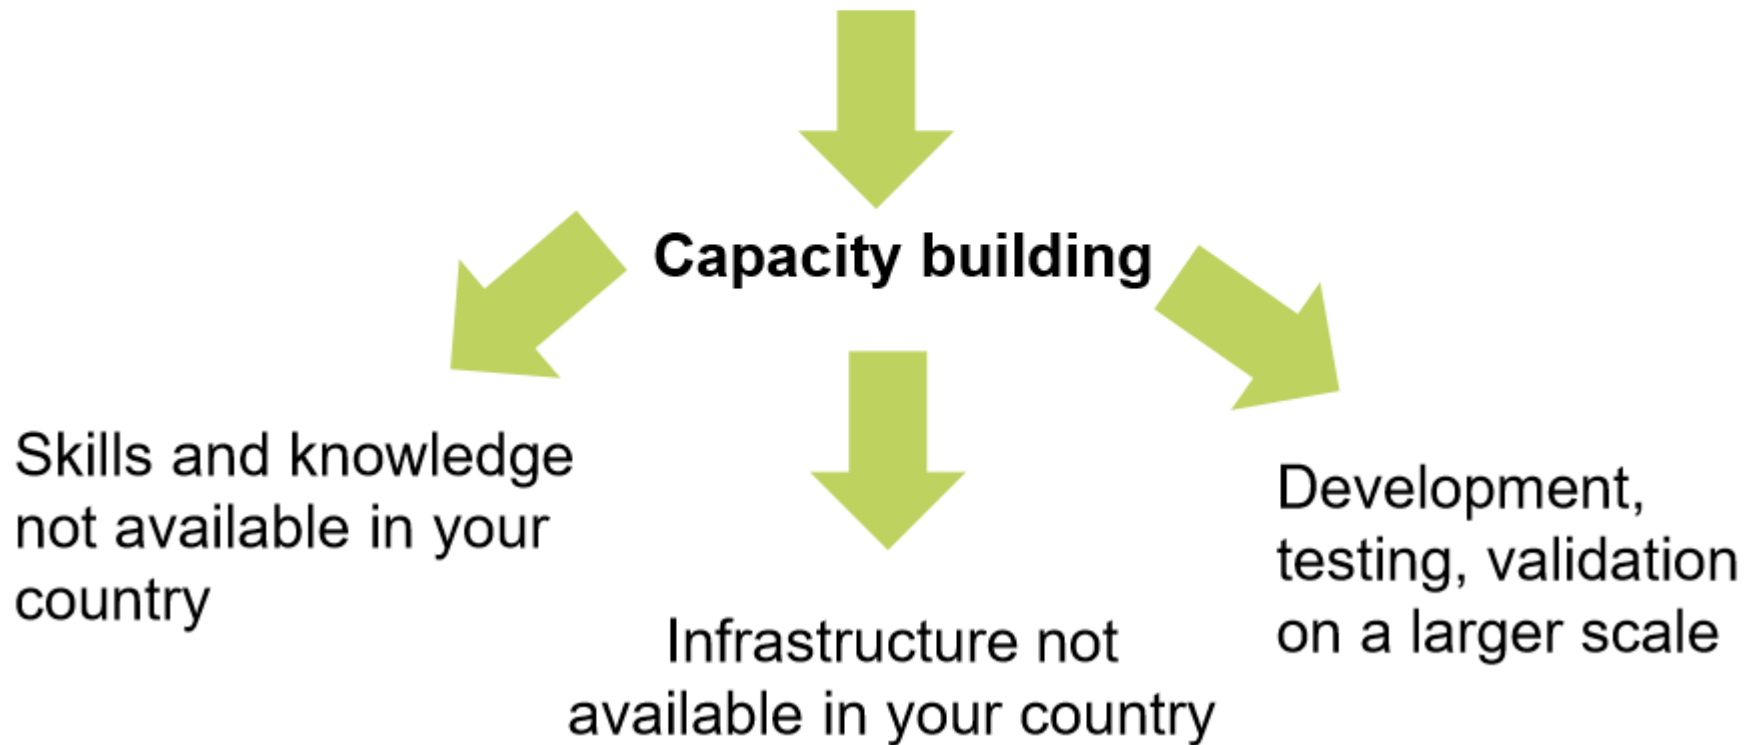 Capacity building
Skills and knowledge
not available in your
country
Infrastructure not
available in your country
Development,
testing, validation
on a larger scale